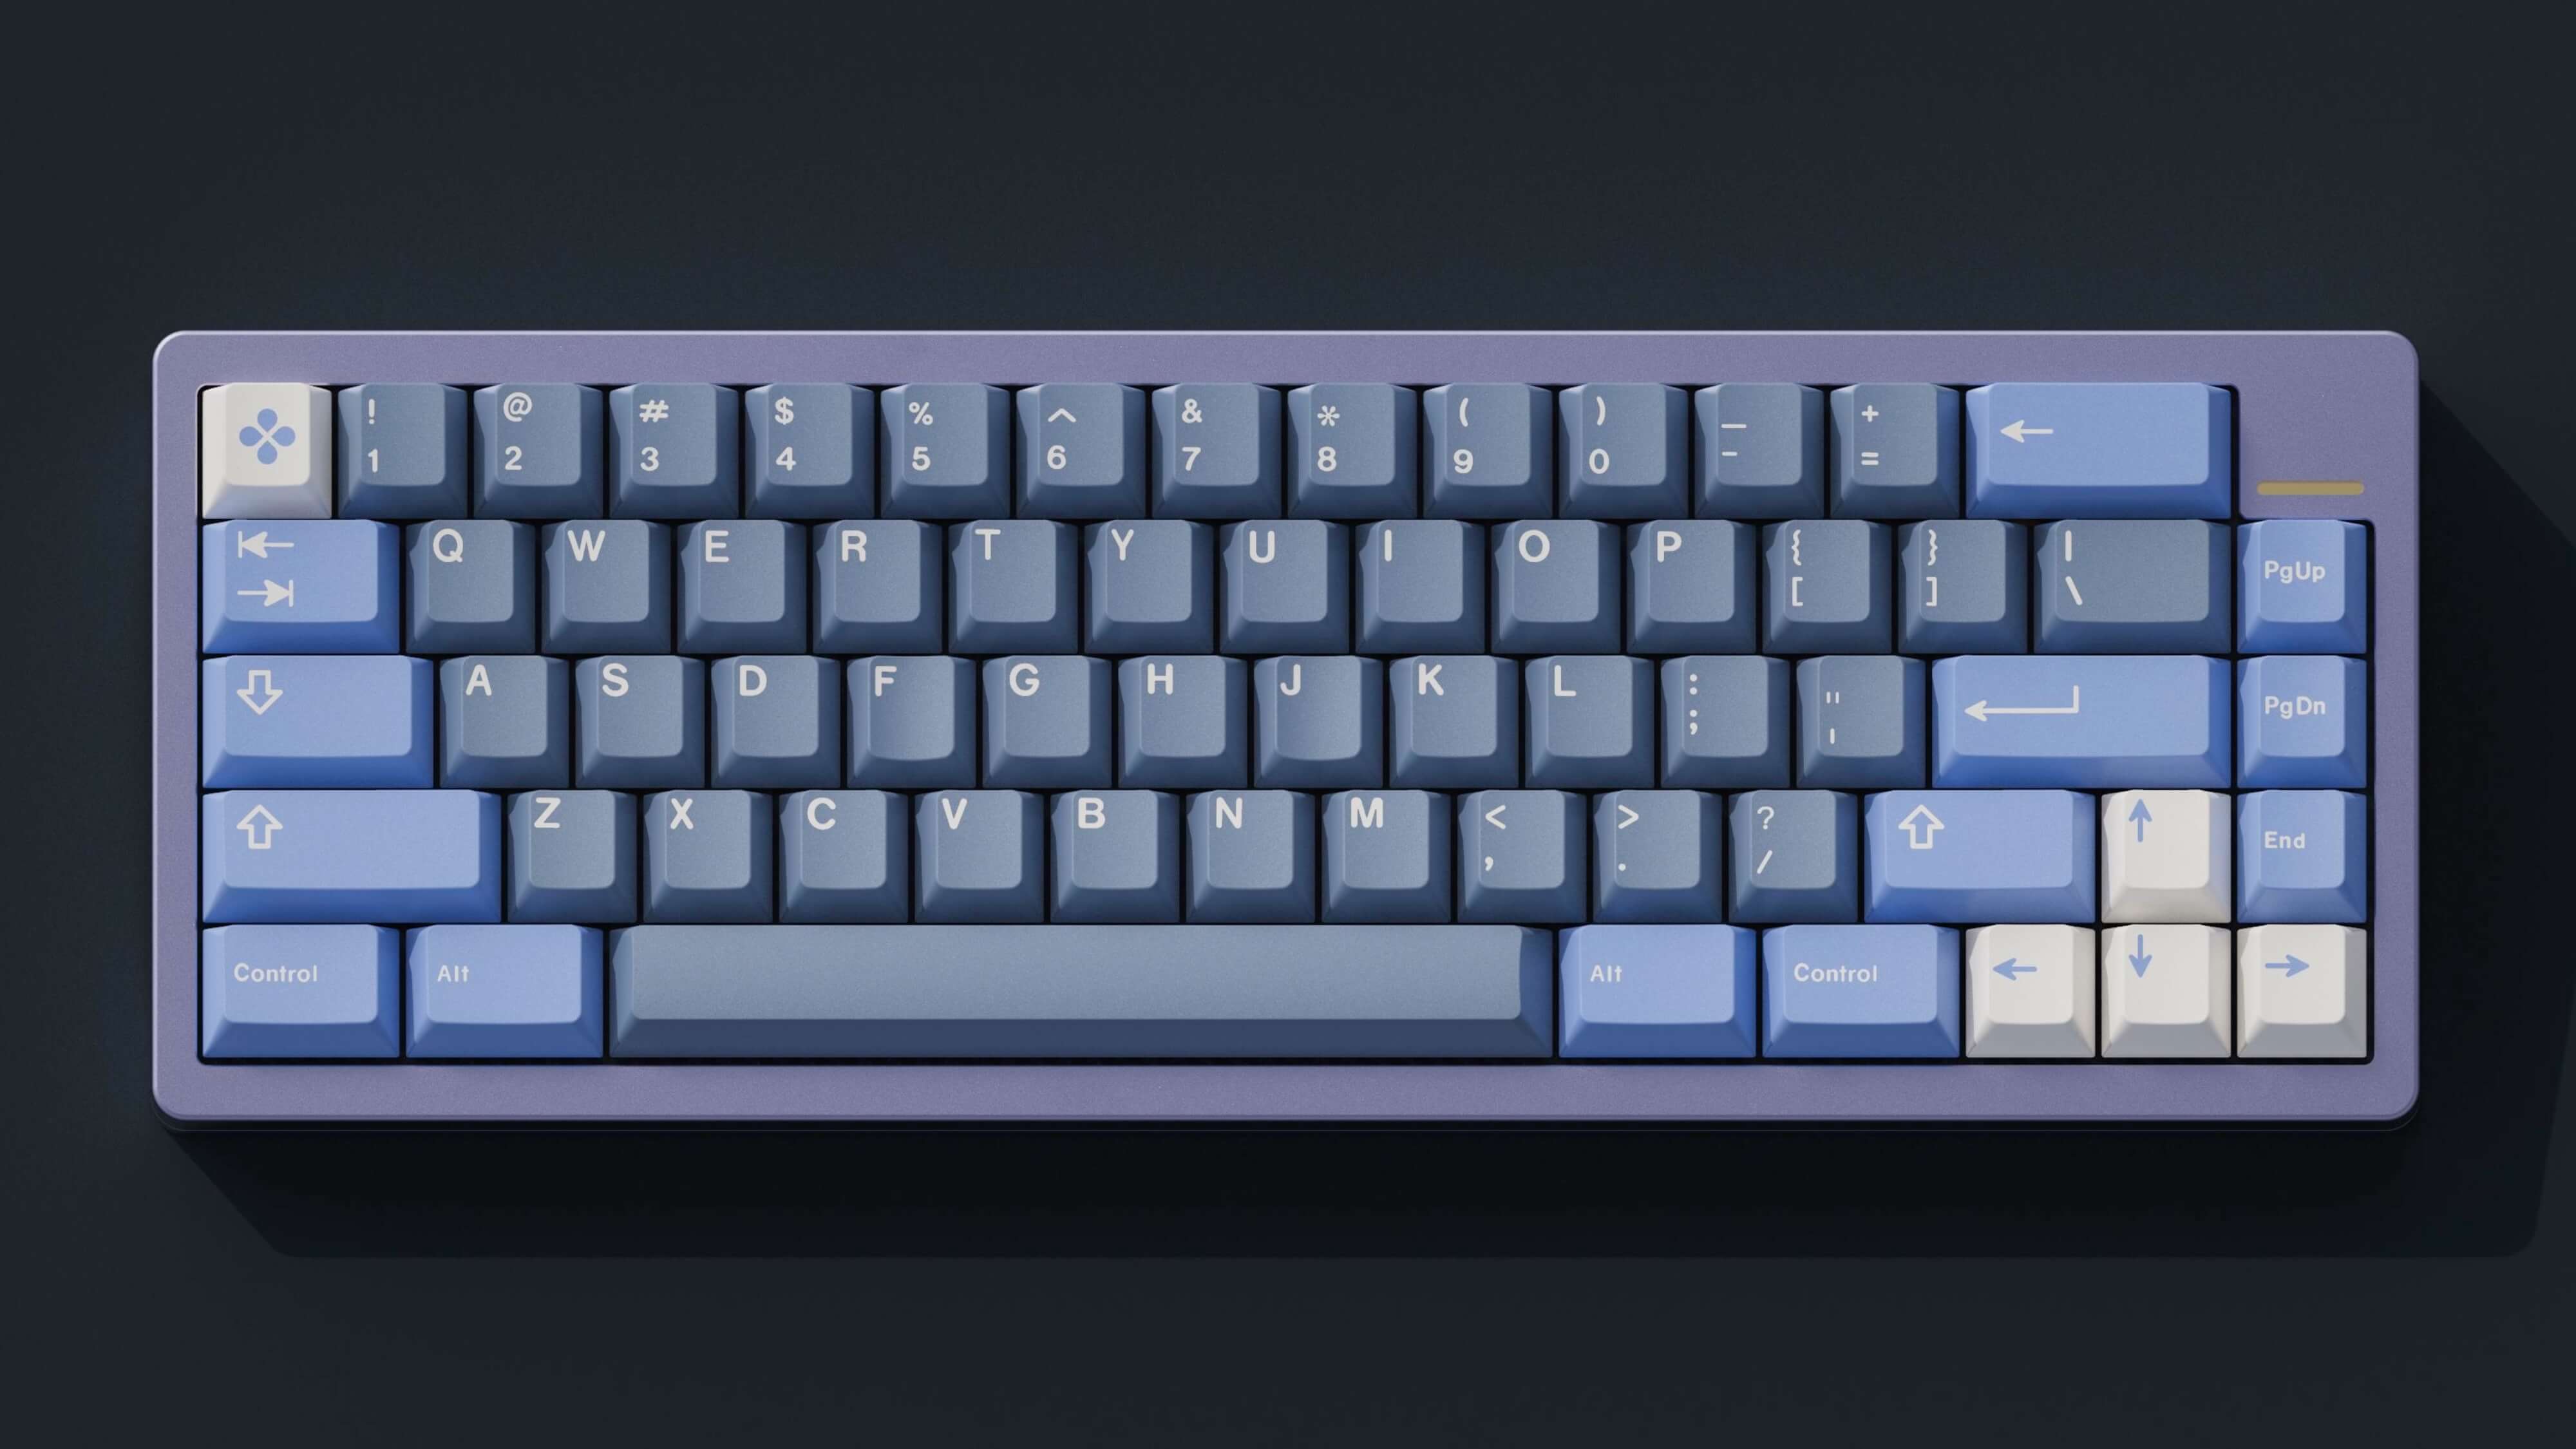 ! @ # $ % ^ & * ( ) _ +
1 2 3 4 5 6 7 8 9 0 - = ←
⇤ Q W E R T Y U I O P { } |
⇥ [ ] \ PgUp
⇩ A S D F G H J K L : "
; ' ↵ PgDn
⇧ Z X C V B N M < > ? ⇧ ↑
, . / End
Control Alt Alt Control ← ↓ →